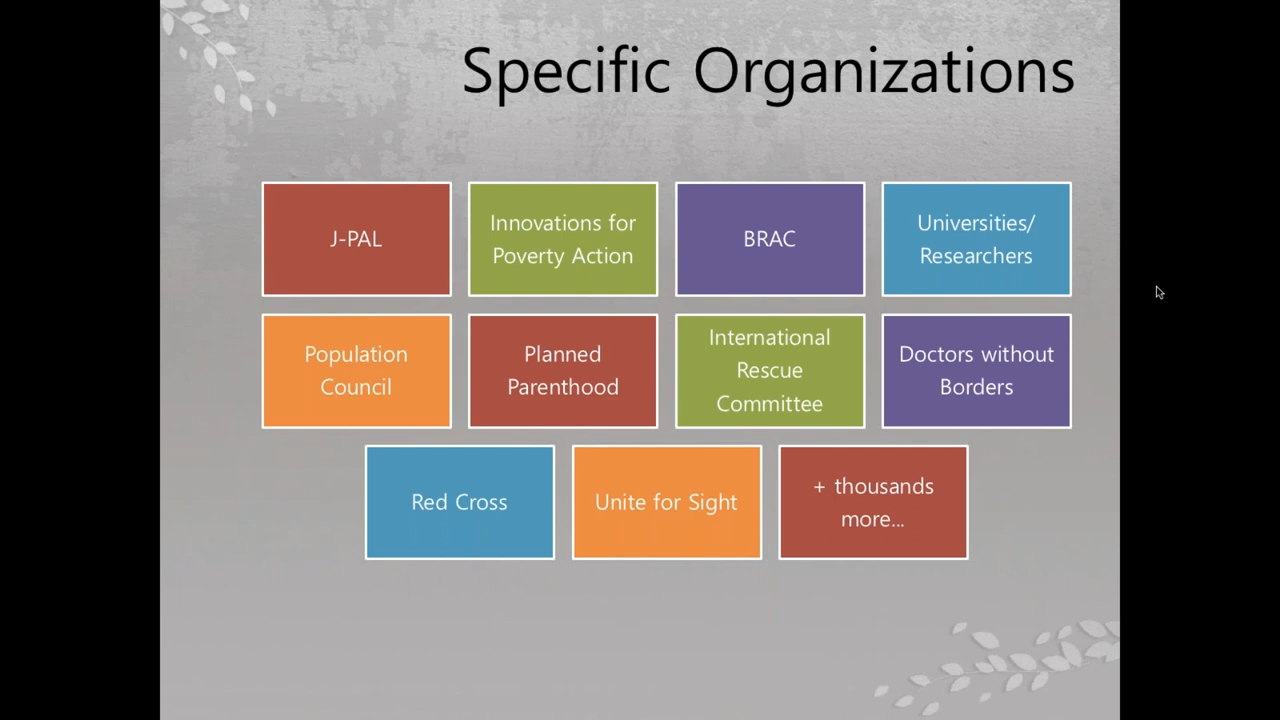 Specific Organizations
J-PAL
Innovations for
Poverty Action
BRAC
Universities/
Researchers
Population
Council
Planned
Parenthood
International
Rescue
Committee
Doctors without
Borders
Red Cross
Unite for Sight
+ thousands
more...